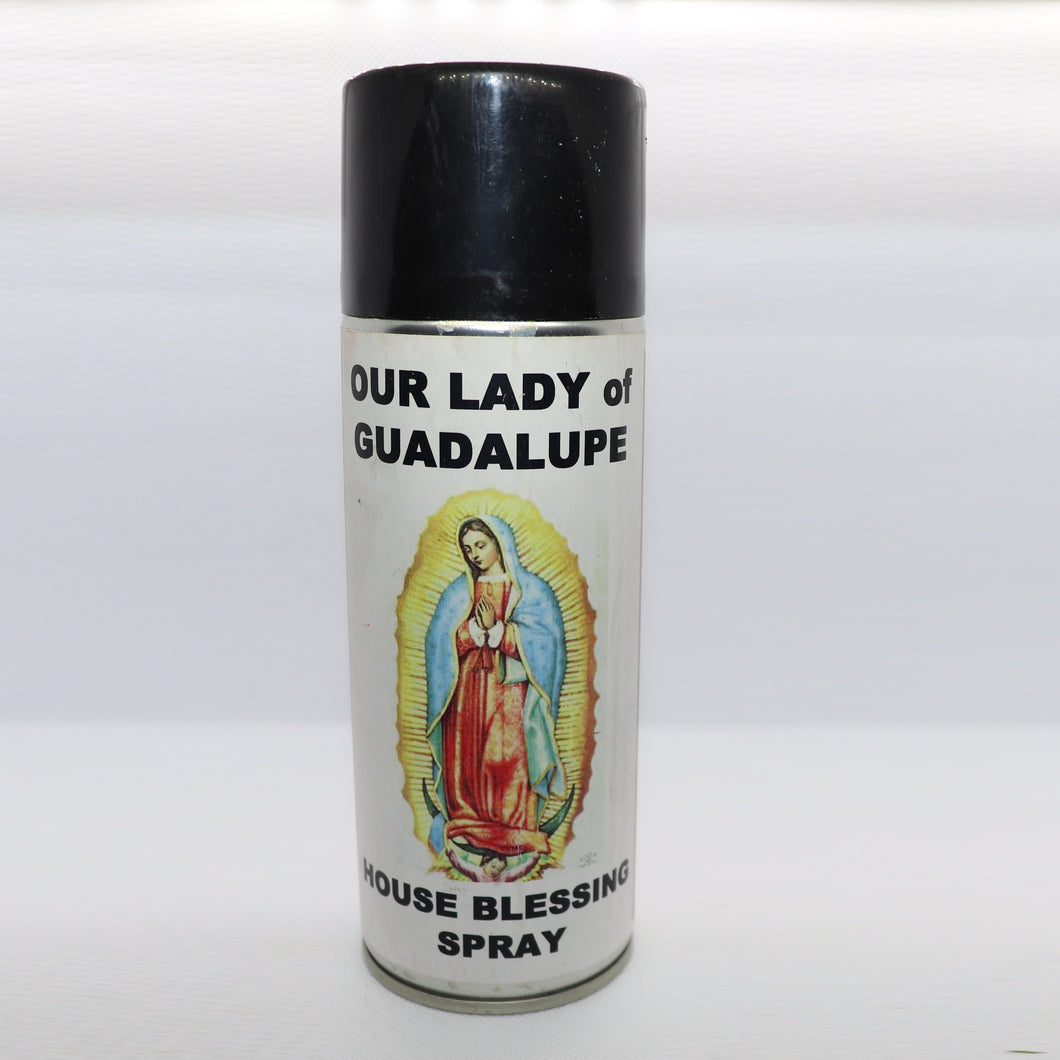 OUR LADY of
GUADALUPE
HOUSE BLESSING
SPRAY